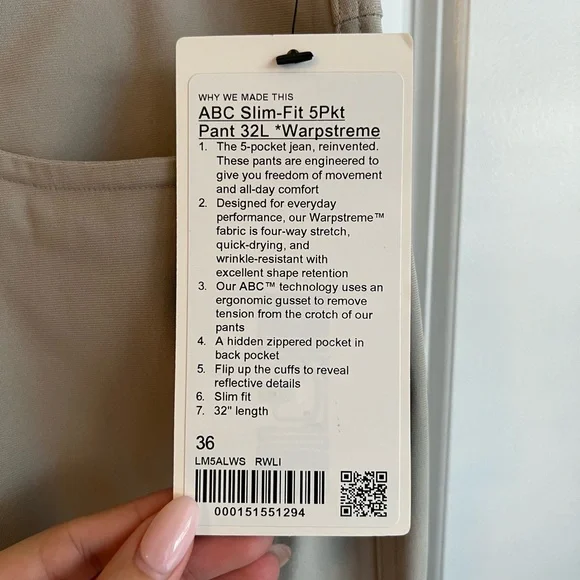 WHY WE MADE THIS
ABC Slim-Fit 5Pkt
Pant 32L *Warpstreme
1. The 5-pocket jean, reinvented.
These pants are engineered to
give you freedom of movement
and all-day comfort
2. Designed for everyday
performance, our Warpstreme™
fabric is four-way stretch,
quick-drying, and
wrinkle-resistant with
excellent shape retention
3. Our ABC™ technology uses an
ergonomic gusset to remove
tension from the crotch of our
pants
4. A hidden zippered pocket in
back pocket
5. Flip up the cuffs to reveal
reflective details
6. Slim fit
7. 32" length
36
LM5ALWS RWLI
000151551294